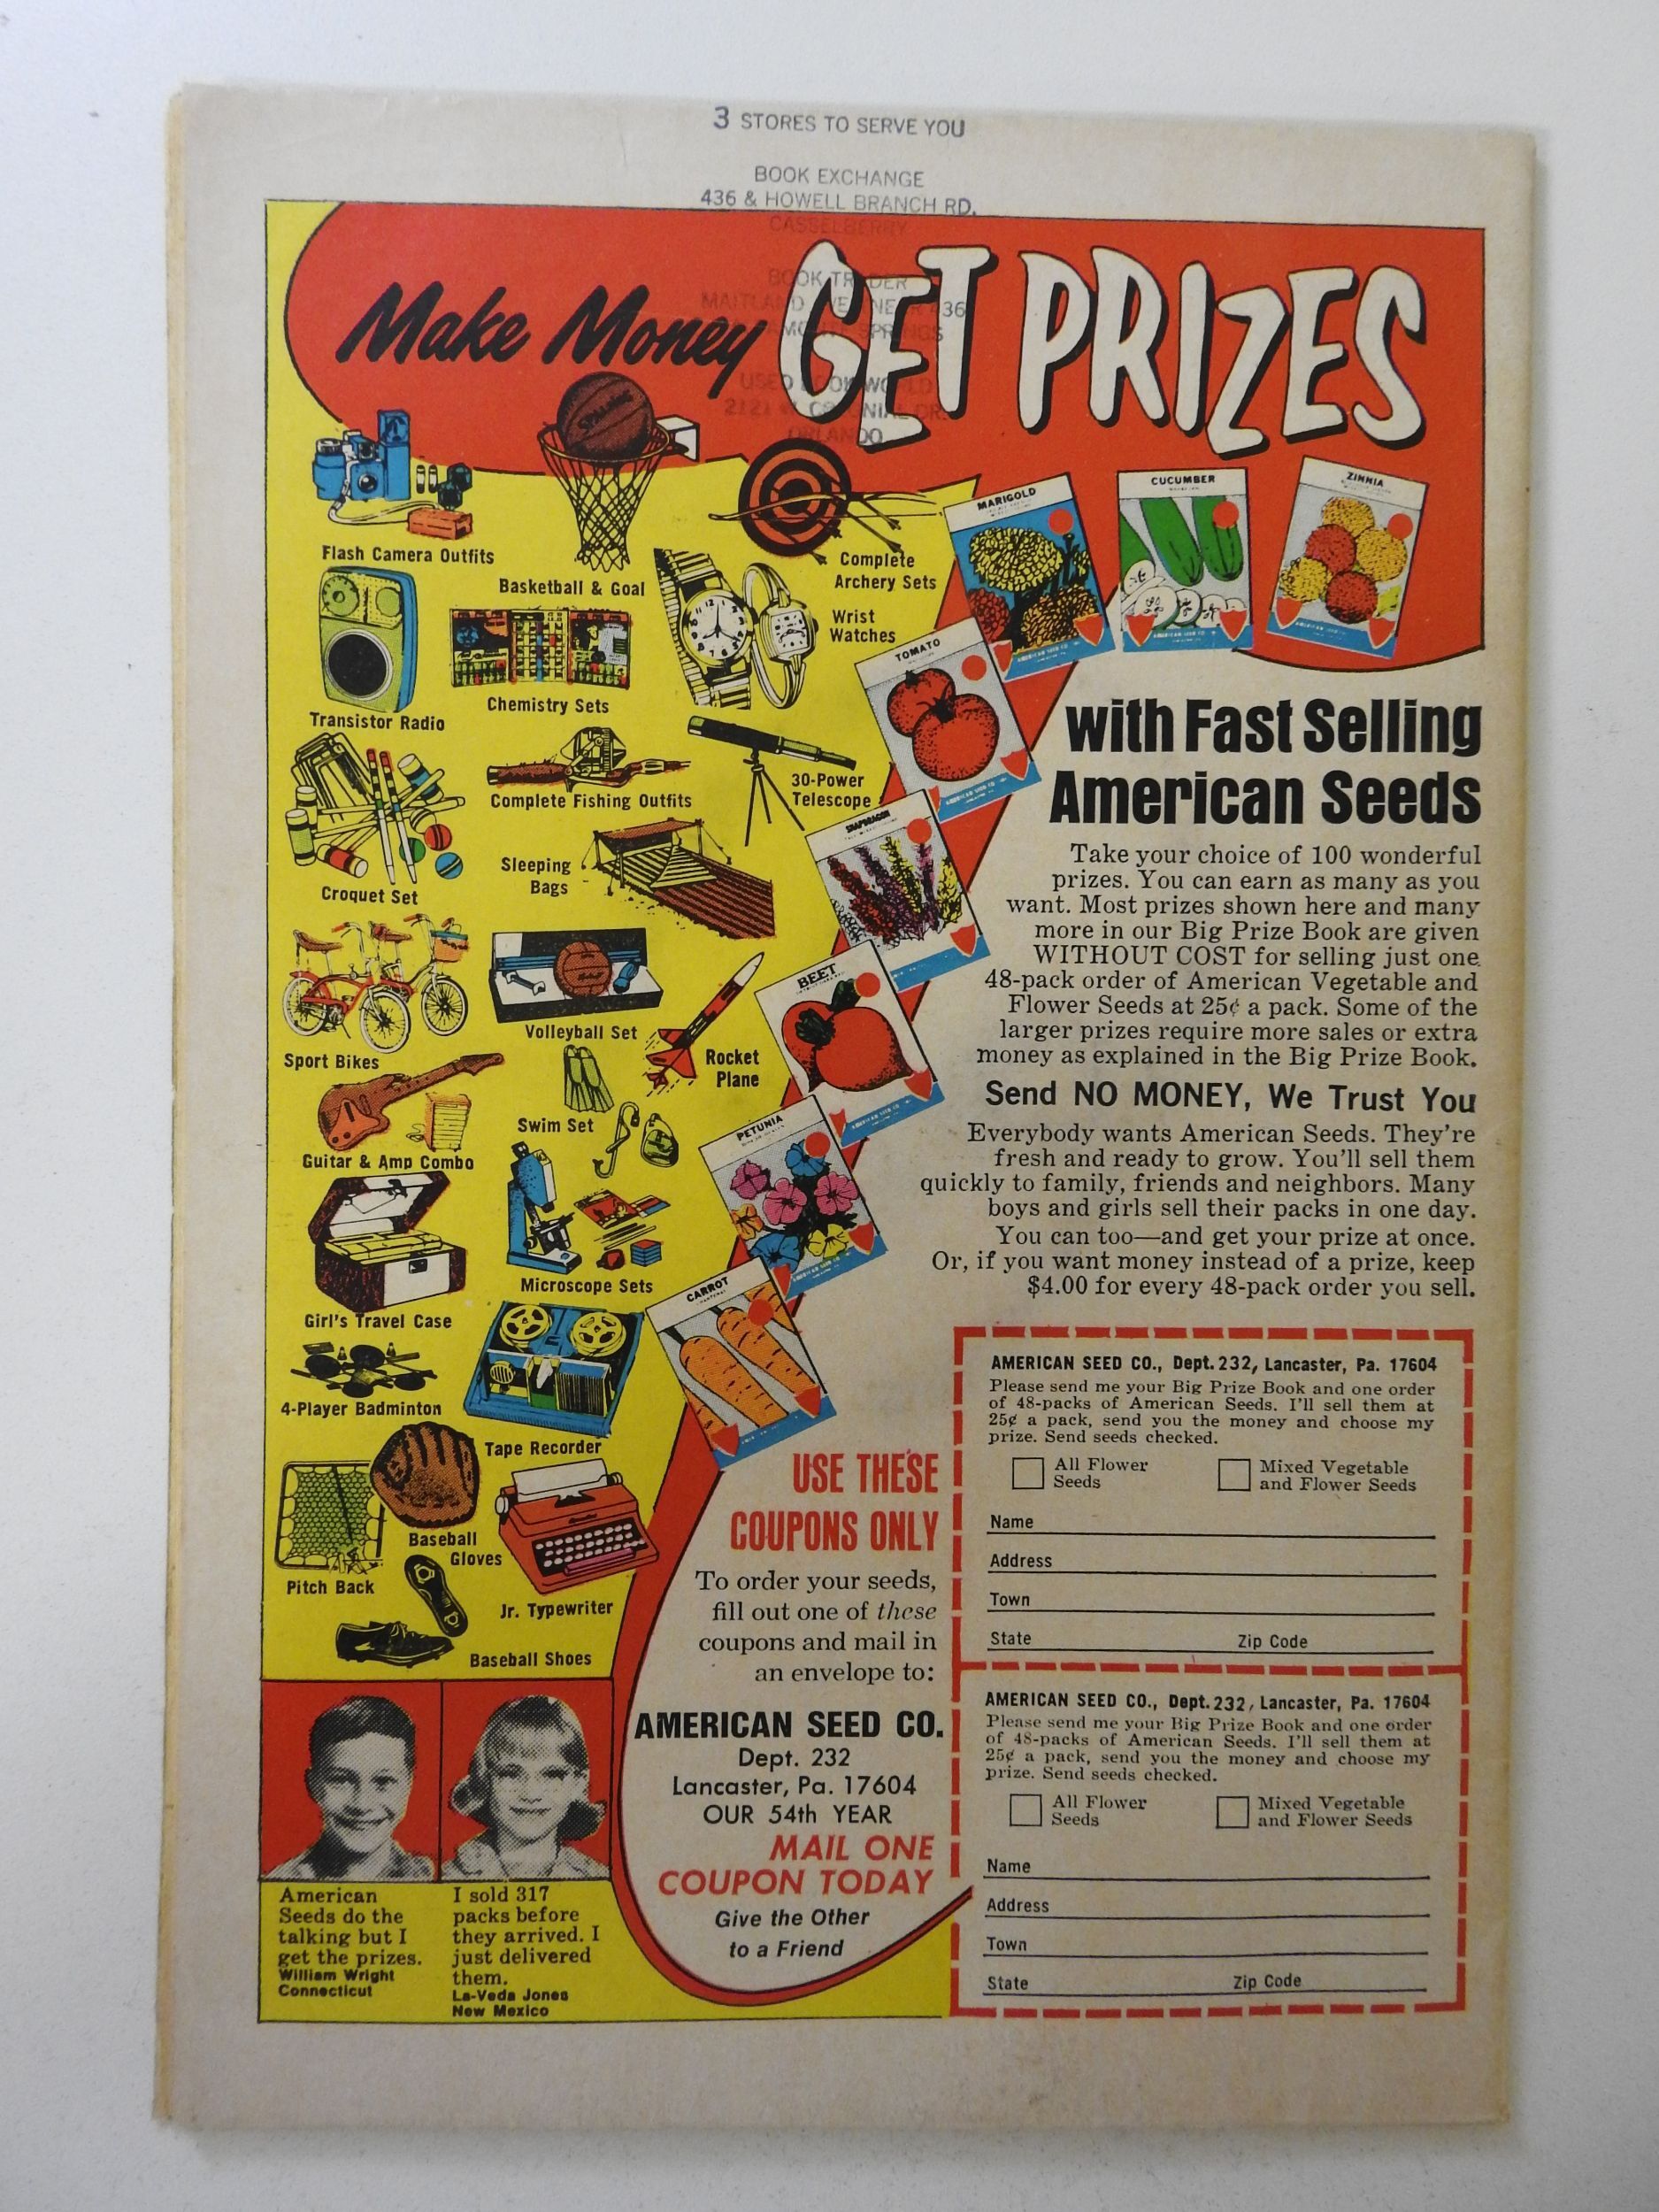 3 STORES TO SERVE YOU
BOOK EXCHANGE
436 & HOWELL BRANCH RD.
CASSELBERRY
BOOK TRADER
MAITLAND
SPRINGS
USED BOOK WORLD
2121 W. COLONIAL DR.
ORLANDO
Make Money GET PRIZES
SPALDING
Flash Camera Outfits
Basketball & Goal
Complete
Archery Sets
Wrist
Watches
Transistor Radio
Chemistry Sets
30-Power
Telescope
Complete Fishing Outfits
Croquet Set
Sleeping
Bags
Sport Bikes
Volleyball Set
Rocket
Plane
Guitar & Amp Combo
Swim Set
Girl's Travel Case
Microscope Sets
4-Player Badminton
Tape Recorder
Pitch Back
Baseball
Gloves
Jr. Typewriter
Baseball Shoes
MARIGOLD
CUCUMBER
ZINNIA
TOMATO
SNAPDRAGON
BEET
PETUNIA
CARROT
with Fast Selling
American Seeds
Take your choice of 100 wonderful
prizes. You can earn as many as you
want. Most prizes shown here and many
more in our Big Prize Book are given
WITHOUT COST for selling just one
48-pack order of American Vegetable and
Flower Seeds at 25¢ a pack. Some of the
larger prizes require more sales or extra
money as explained in the Big Prize Book.
Send NO MONEY, We Trust You
Everybody wants American Seeds. They're
fresh and ready to grow. You'll sell them
quickly to family, friends and neighbors. Many
boys and girls sell their packs in one day.
You can too—and get your prize at once.
Or, if you want money instead of a prize, keep
$4.00 for every 48-pack order you sell.
USE THESE
COUPONS ONLY
To order your seeds,
fill out one of these
coupons and mail in
an envelope to:
AMERICAN SEED CO.
Dept. 232
Lancaster, Pa. 17604
OUR 54th YEAR
MAIL ONE
COUPON TODAY
Give the Other
to a Friend
American
Seeds do the
talking but I
get the prizes.
William Wright
Connecticut
I sold 317
packs before
they arrived. I
just delivered
them.
La-Veda Jones
New Mexico
AMERICAN SEED CO., Dept. 232, Lancaster, Pa. 17604
Please send me your Big Prize Book and one order
of 48-packs of American Seeds. I'll sell them at
25¢ a pack, send you the money and choose my
prize. Send seeds checked.
All Flower
Seeds
Mixed Vegetable
and Flower Seeds
Name
Address
Town
State Zip Code
AMERICAN SEED CO., Dept. 232, Lancaster, Pa. 17604
Please send me your Big Prize Book and one order
of 48-packs of American Seeds. I'll sell them at
25¢ a pack, send you the money and choose my
prize. Send seeds checked.
All Flower
Seeds
Mixed Vegetable
and Flower Seeds
Name
Address
Town
State Zip Code